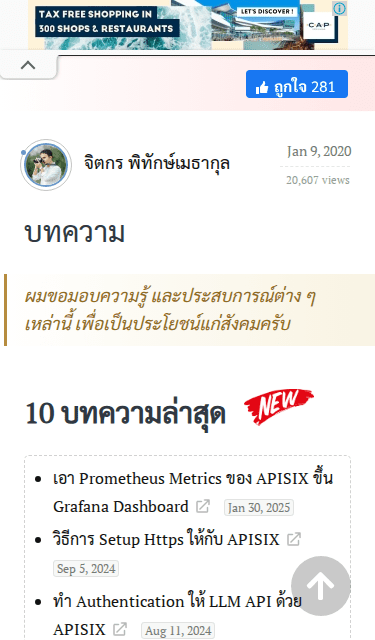 TAX FREE SHOPPING IN
300 SHOPS & RESTAURANTS
LET'S DISCOVER!
CAP
ถูกใจ 281
จิตกร พิทักษ์เมธากุล
Jan 9, 2020
20,607 views
บทความ
ผมขอมอบความรู้ และประสบการณ์ต่าง ๆ
เหล่านี้ เพื่อเป็นประโยชน์แก่สังคมครับ
10 บทความล่าสุด
NEW
เอา Prometheus Metrics ของ APISIX ขึ้น
Grafana Dashboard Jan 30, 2025
วิธีการ Setup Https ให้กับ APISIX
Sep 5, 2024
ทำ Authentication ให้ LLM API ด้วย
APISIX Aug 11, 2024